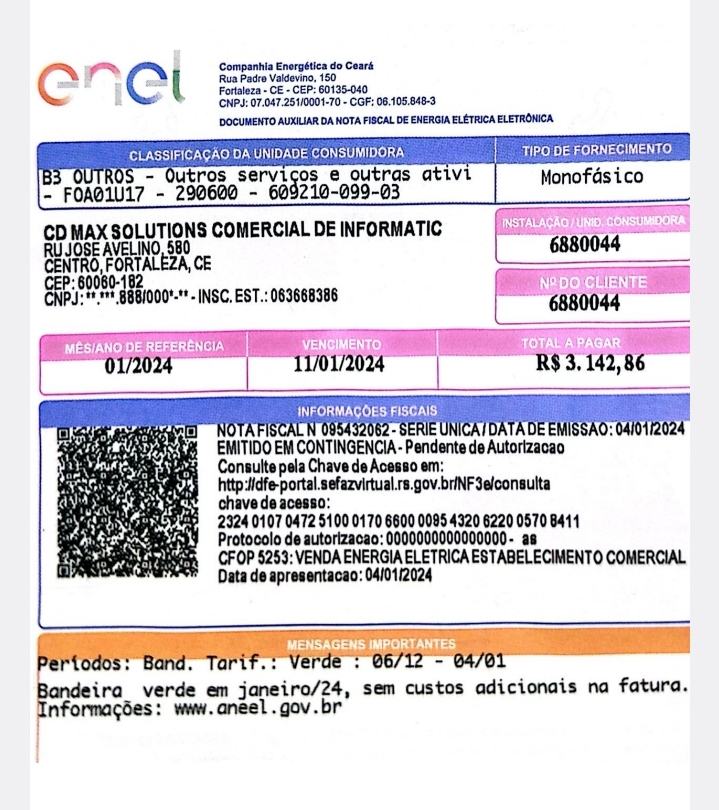 enel
Companhia Energética do Ceará
Rua Padre Valdevino, 150
Fortaleza - CE - CEP: 60135-040
CNPJ: 07.047.251/0001-70 - CGF: 06.105.848-3
DOCUMENTO AUXILIAR DA NOTA FISCAL DE ENERGIA ELÉTRICA ELETRÔNICA
CLASSIFICAÇÃO DA UNIDADE CONSUMIDORA
B3 OUTROS - Outros serviços e outras ativi
- FOA01U17 - 290600 - 609210-099-03
TIPO DE FORNECIMENTO
Monofásico
CD MAX SOLUTIONS COMERCIAL DE INFORMATIC
RU JOSE AVELINO, 580
CENTRO, FORTALEZA, CE
CEP: 60060-182
CNPJ: **.***.888/000*-** - INSC. EST.: 063668386
INSTALAÇÃO / UNID. CONSUMIDORA
6880044
Nº DO CLIENTE
6880044
MÊS/ANO DE REFERÊNCIA
01/2024
VENCIMENTO
11/01/2024
TOTAL A PAGAR
R$ 3.142,86
INFORMAÇÕES FISCAIS
NOTA FISCAL N 095432062 - SERIE UNICA / DATA DE EMISSAO: 04/01/2024
EMITIDO EM CONTINGENCIA - Pendente de Autorizacao
Consulte pela Chave de Acesso em:
http://dfe-portal.sefazvirtual.rs.gov.br/NF3e/consulta
chave de acesso:
2324 0107 0472 5100 0170 6600 0095 4320 6220 0570 8411
Protocolo de autorizacao: 0000000000000000 - as
CFOP 5253: VENDA ENERGIA ELETRICA ESTABELECIMENTO COMERCIAL
Data de apresentacao: 04/01/2024
MENSAGENS IMPORTANTES
Períodos: Band. Tarif.: Verde : 06/12 - 04/01
Bandeira verde em janeiro/24, sem custos adicionais na fatura.
Informações: www.aneel.gov.br